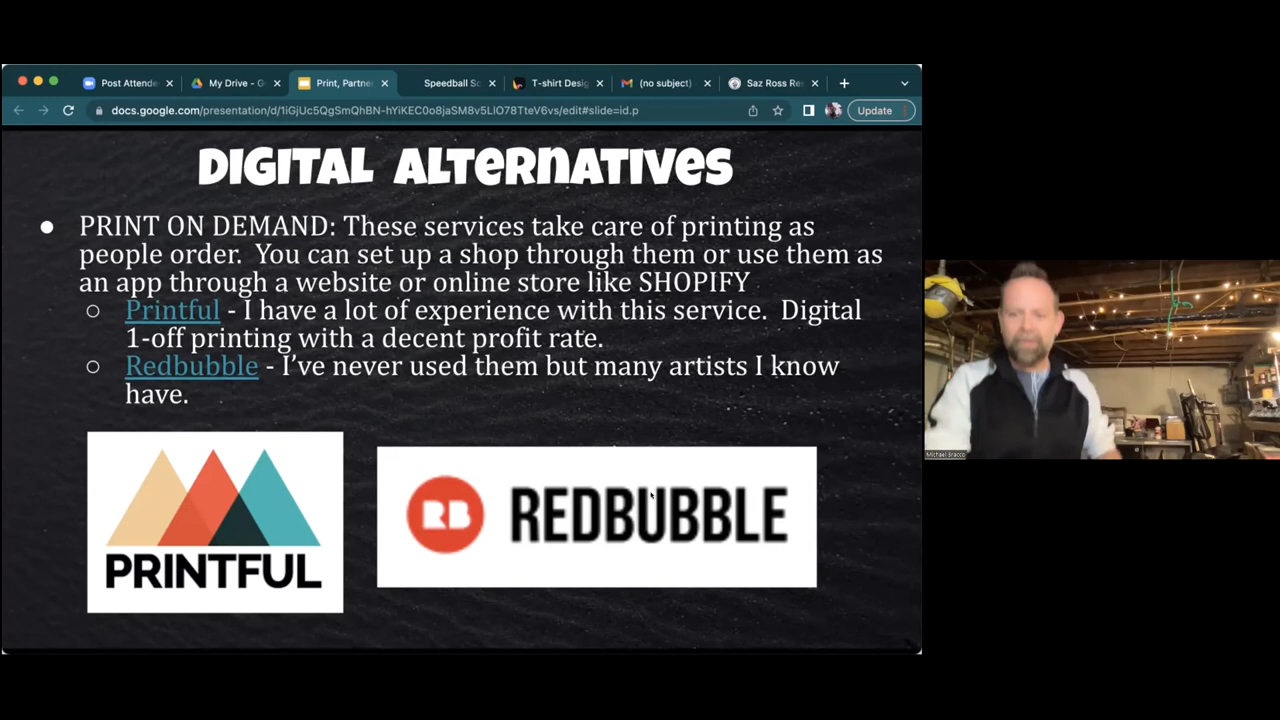 Post Attende
My Drive - G
Print, Partne
Speedball Sc
T-shirt Desig
(no subject)
Saz Ross Re
docs.google.com/presentation/d/1iGjUc5QgSmQhBN-hYiKEC0o8jaSM8v5LlO78TteV6vs/edit#slide=id.p
Update
DIGITAL ALTERNATIVES
● PRINT ON DEMAND: These services take care of printing as
people order. You can set up a shop through them or use them as
an app through a website or online store like SHOPIFY
○ Printful - I have a lot of experience with this service. Digital
1-off printing with a decent profit rate.
○ Redbubble - I've never used them but many artists I know
have.
PRINTFUL
RB REDBUBBLE
Michael Bracco